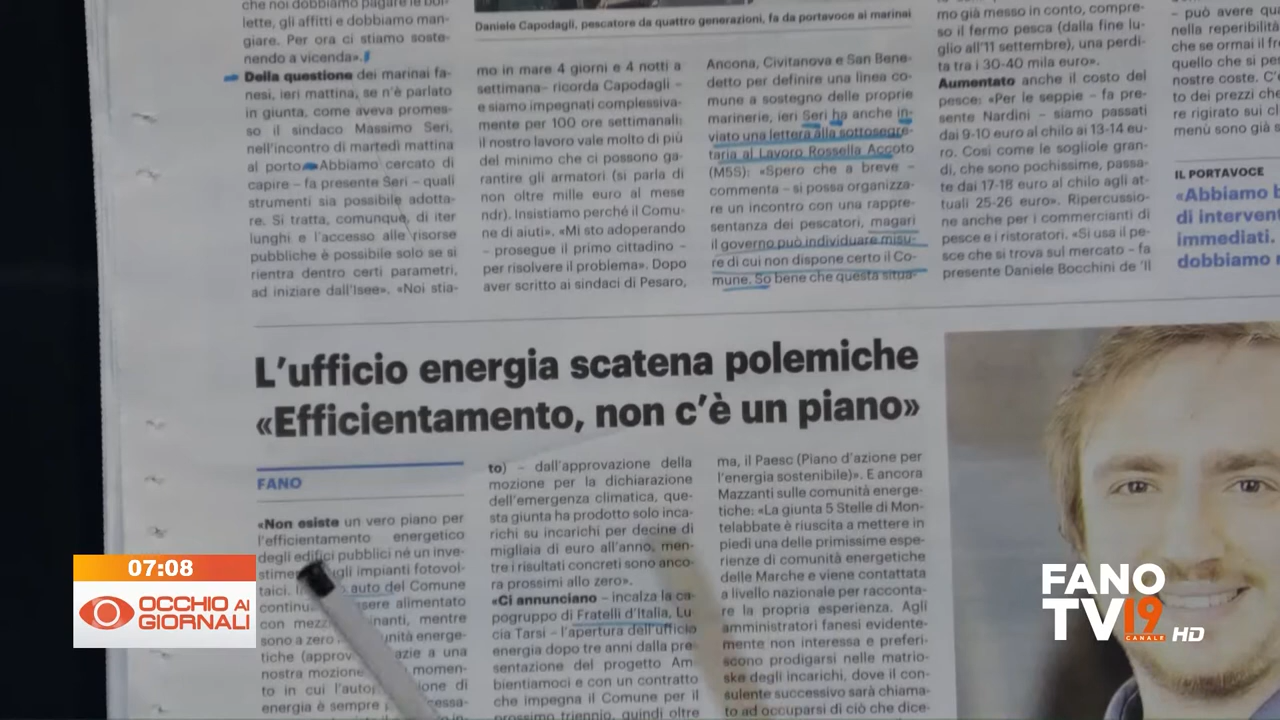 che noi dobbiamo pagare le bol-
lette, gli affitti e dobbiamo man-
giare. Per ora ci stiamo soste-
nendo a vicenda».
Della questione dei marinai fa-
nesi, ieri mattina, se n'è parlato
in giunta, come aveva promes-
so il sindaco Massimo Seri,
nell'incontro di martedì mattina
al porto «Abbiamo cercato di
capire – fa presente Seri – quali
strumenti sia possibile adotta-
re. Si tratta, comunque, di iter
lunghi e l'accesso alle risorse
pubbliche è possibile solo se si
rientra dentro certi parametri,
ad iniziare dall'Isee». «Noi stia-
Daniele Capodagli, pescatore da quattro generazioni, fa da portavoce ai marinai
mo in mare 4 giorni e 4 notti a
settimana– ricorda Capodagli –
e siamo impegnati complessiva-
mente per 100 ore settimanali:
il nostro lavoro vale molto di più
del minimo che ci possono ga-
rantire gli armatori (si parla di
non oltre mille euro al mese
ndr). Insistiamo perché il Comu-
ne di aiuti». «Mi sto adoperando
– prosegue il primo cittadino –
per risolvere il problema». Dopo
aver scritto ai sindaci di Pesaro,
Ancona, Civitanova e San Bene-
detto per definire una linea co-
mune a sostegno delle proprie
marinerie, ieri Seri ha anche in-
viato una lettera alla sottosegre-
taria al Lavoro Rossella Accoto
(M5S): «Spero che a breve –
commenta – si possa organizza-
re un incontro con una rappre-
sentanza dei pescatori, magari
il governo può individuare misu-
re di cui non dispone certo il Co-
mune. So bene che questa situa-
mo già messo in conto, compre-
so il fermo pesca (dalla fine lu-
glio all'11 settembre), una perdi-
ta tra i 30-40 mila euro».
Aumentato anche il costo del
pesce: «Per le seppie – fa pre-
sente Nardini – siamo passati
dai 9-10 euro al chilo ai 13-14 eu-
ro. Così come le sogliole gran-
di, che sono pochissime, passa-
te dai 17-18 euro al chilo agli at-
tuali 25-26 euro». Ripercussio-
ne anche per i commercianti di
pesce e i ristoratori. «Si usa il pe-
sce che si trova sul mercato – fa
presente Daniele Bocchini de 'Il
– può avere qu
nella reperibilit
che se ormai il fr
quello che si pe
nostre coste. C'
to dei prezzi che
re rigirato sui cl
menù sono già
IL PORTAVOCE
«Abbiamo b
di intervent
immediati.
dobbiamo
L'ufficio energia scatena polemiche
«Efficientamento, non c'è un piano»
FANO
«Non esiste un vero piano per
l'efficientamento energetico
degli edifici pubblici né un inve-
stimen ugli impianti fotovol-
taici. auto del Comune
continu sere alimentato
con mezz nanti, mentre
sono a zero unità energe-
tiche (approv azie a una
nostra mozione momen-
to in cui l'auto ione di
energia è sempre cessa-
to) – dall'approvazione della
mozione per la dichiarazione
dell'emergenza climatica, que-
sta giunta ha prodotto solo inca-
richi su incarichi per decine di
migliaia di euro all'anno, men-
tre i risultati concreti sono anco-
ra prossimi allo zero».
«Ci annunciano – incalza la ca-
pogruppo di Fratelli d'Italia, Lu
cia Tarsi – l'apertura dell'ufficio
energia dopo tre anni dalla pre
sentazione del progetto Am
bientiamoci e con un contratto
che impegna il Comune per il
prossimo triennio, quindi oltre
ma, il Paesc (Piano d'azione per
l'energia sostenibile)». E ancora
Mazzanti sulle comunità energe-
tiche: «La giunta 5 Stelle di Mon-
telabbate è riuscita a mettere in
piedi una delle primissime espe-
rienze di comunità energetiche
delle Marche e viene contattata
a livello nazionale per racconta-
re la propria esperienza. Agli
amministratori fanesi evidente-
mente non interessa e preferi-
scono prodigarsi nelle matrio-
ske degli incarichi, dove il con-
sulente successivo sarà chiama-
to ad occuparsi di ciò che dice-
07:08
OCCHIO AI
GIORNALI
FANO
TV19
CANALE HD